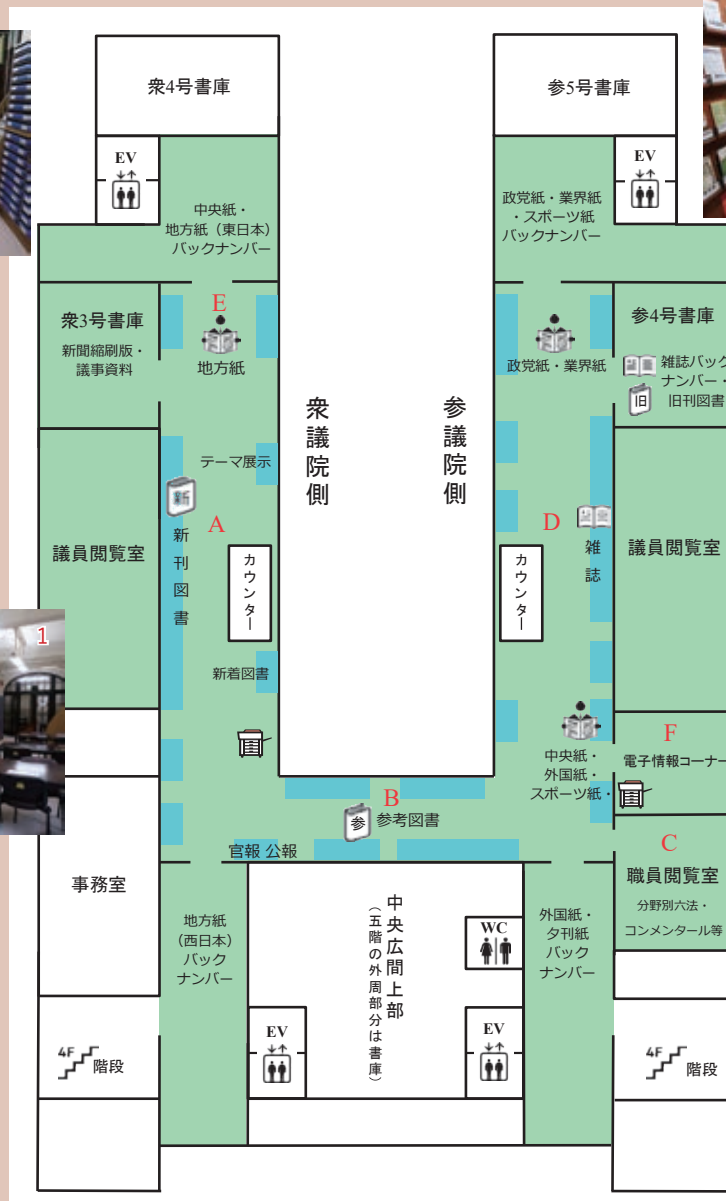 衆4号書庫
参5号書庫
EV
EV
中央紙・
地方紙（東日本）
バックナンバー
政党紙・業界紙
・スポーツ紙
バックナンバー
衆3号書庫
新聞縮刷版・
議事資料
E
地方紙
政党紙・業界紙
参4号書庫
雑誌バック
ナンバー・
旧刊図書
旧
衆議院側
参議院側
テーマ展示
新
新刊図書
A
D
雑誌
議員閲覧室
議員閲覧室
カウンター
カウンター
1
新着図書
中央紙・
外国紙・
スポーツ紙・
F
電子情報コーナー
B
参
参考図書
官報 公報
C
職員閲覧室
分野別六法・
コンメンタール等
事務室
地方紙
（西日本）
バック
ナンバー
中央広間上部
（五階の外周部分は書庫）
WC
外国紙・
夕刊紙
バック
ナンバー
EV
EV
4F
階段
4F
階段